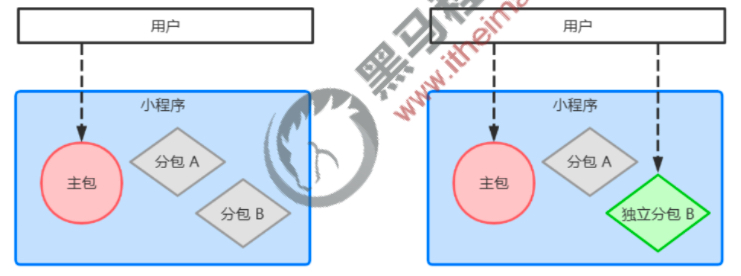 用户
小程序
主包
分包 A
分包 B
用户
小程序
主包
分包 A
独立分包 B
黑马程
www.itheima